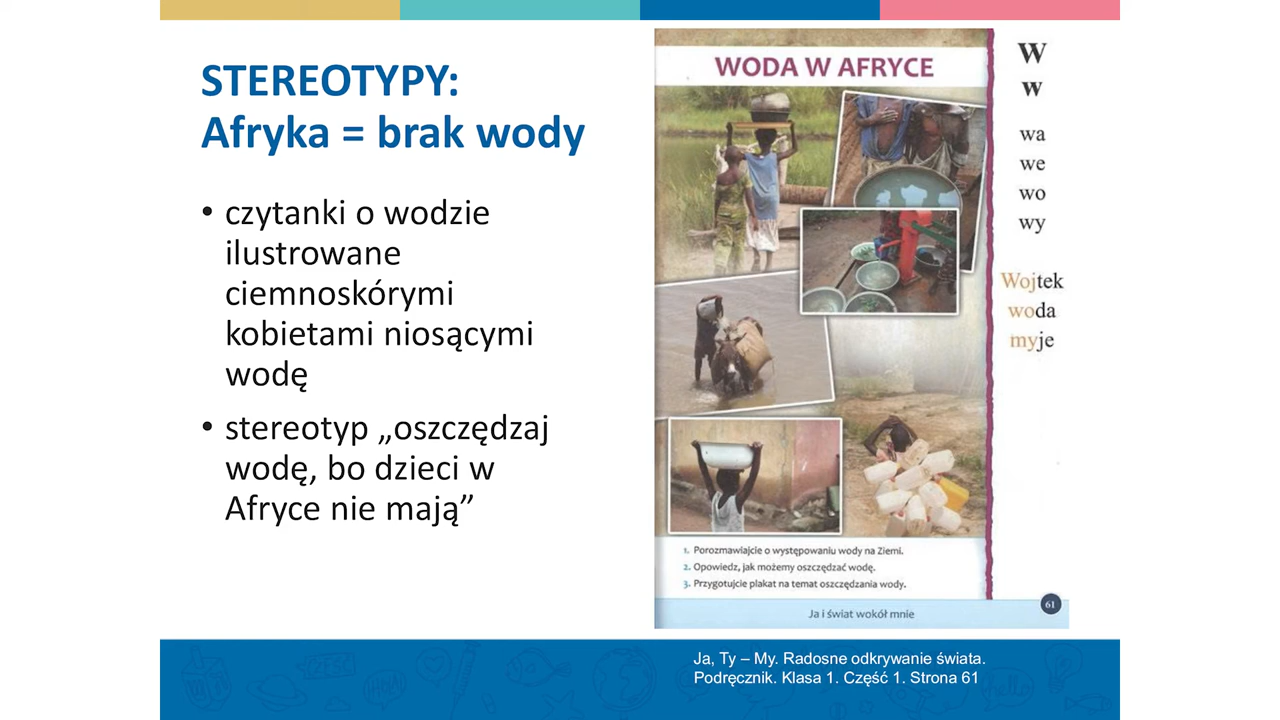 STEREOTYPY:
Afryka = brak wody
• czytanki o wodzie
ilustrowane
ciemnoskórymi
kobietami niosącymi
wodę
• stereotyp „oszczędzaj
wodę, bo dzieci w
Afryce nie mają”
WODA W AFRYCE
W
w
wa
we
wo
wy
Wojtek
woda
myje
1. Porozmawiajcie o występowaniu wody na Ziemi.
2. Opowiedz, jak możemy oszczędzać wodę.
3. Przygotujcie plakat na temat oszczędzania wody.
Ja i świat wokół mnie
61
Ja, Ty – My. Radosne odkrywanie świata.
Podręcznik. Klasa 1. Część 1. Strona 61